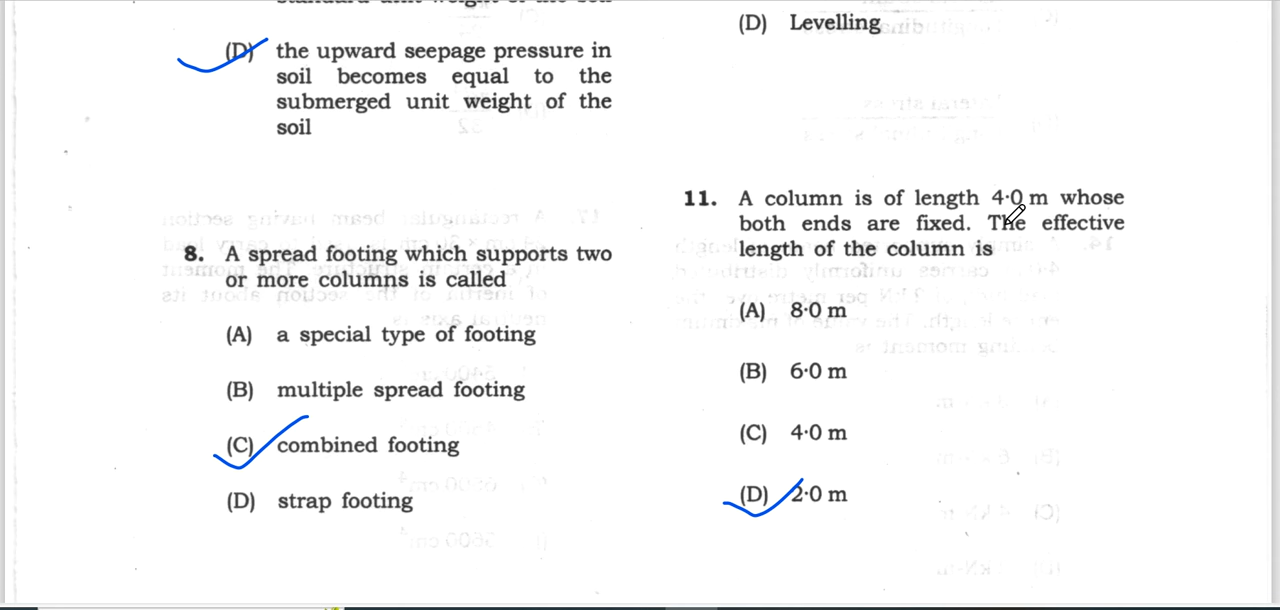 (D) the upward seepage pressure in
soil becomes equal to the
submerged unit weight of the
soil
8. A spread footing which supports two
or more columns is called
(A) a special type of footing
(B) multiple spread footing
(C) combined footing
(D) strap footing
(D) Levelling
11. A column is of length 4·0 m whose
both ends are fixed. The effective
length of the column is
(A) 8·0 m
(B) 6·0 m
(C) 4·0 m
(D) 2·0 m